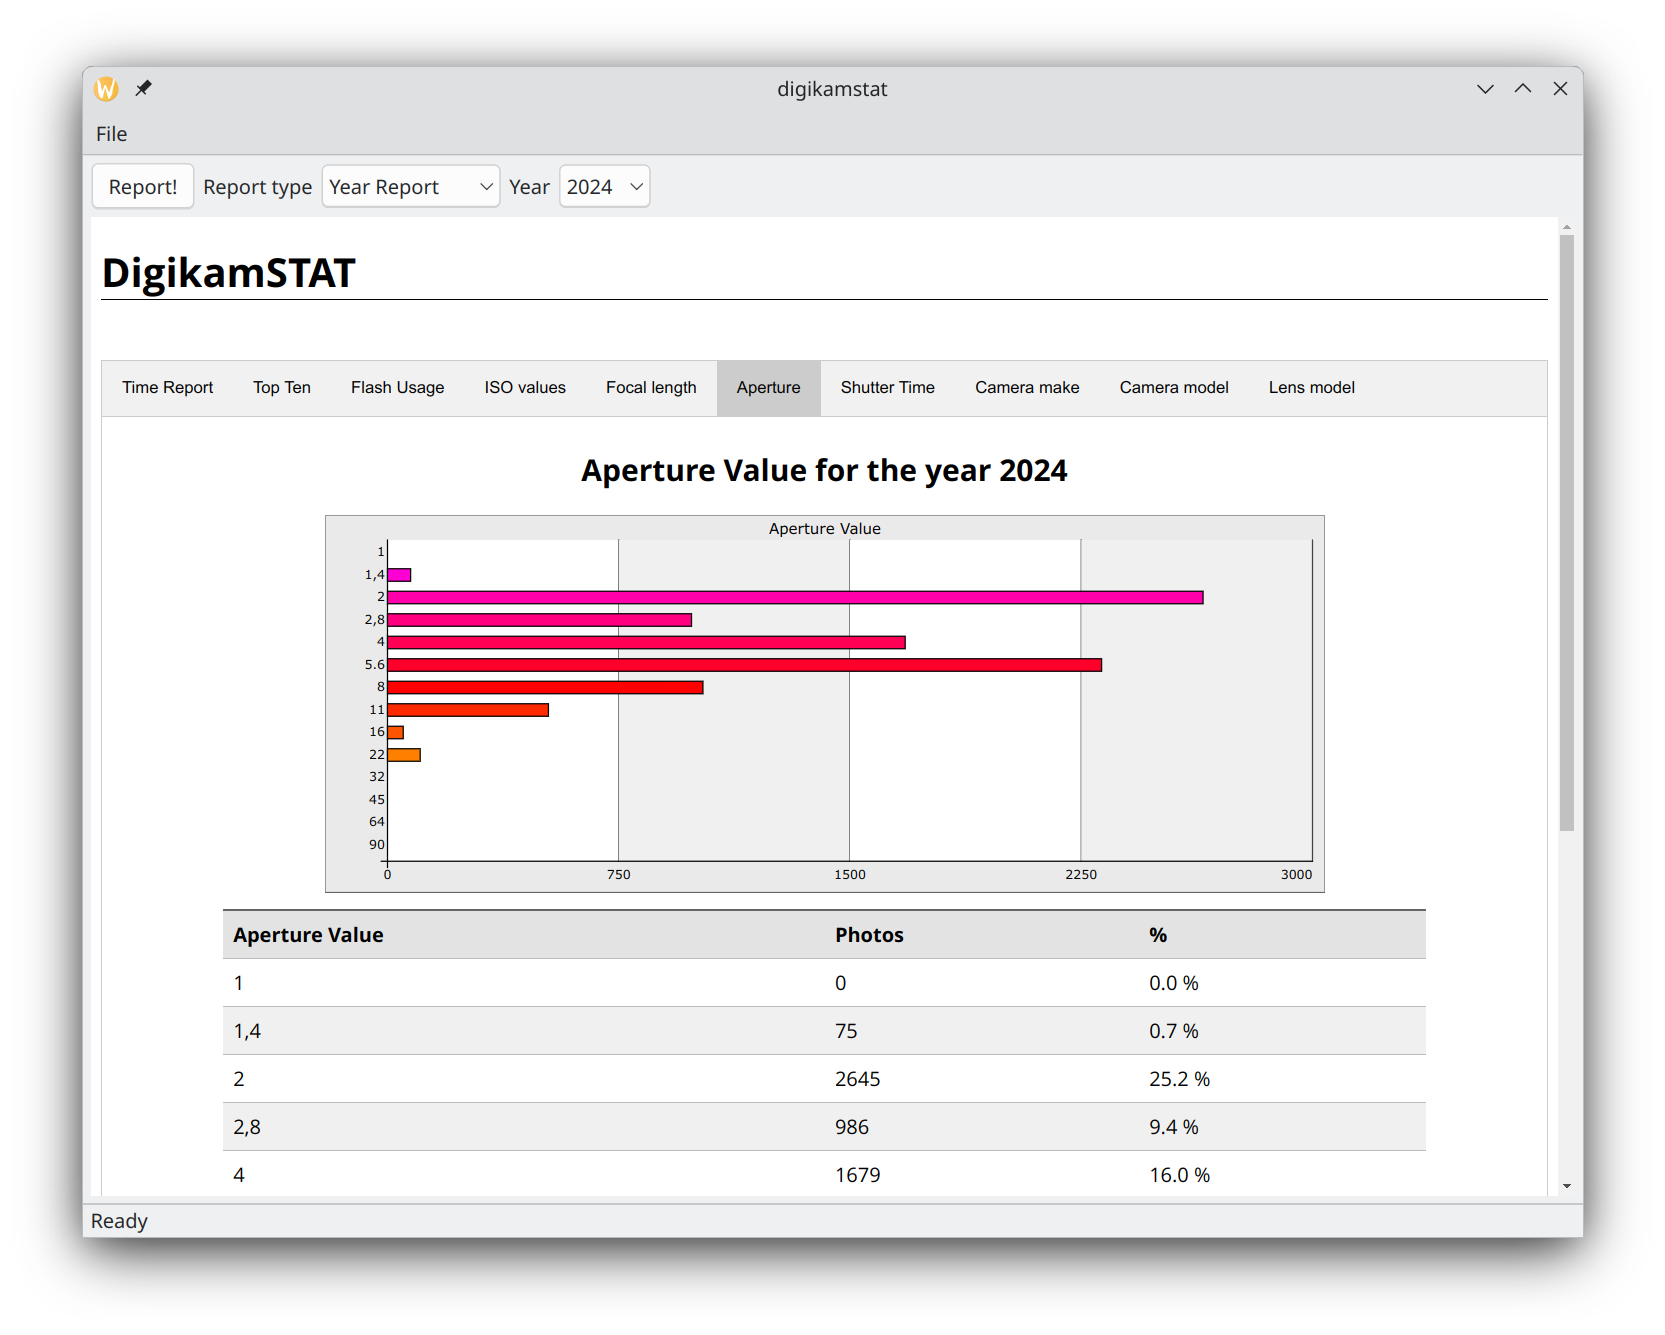 digikamstat
File
Report! Report type Year Report Year 2024
DigikamSTAT
Time Report Top Ten Flash Usage ISO values Focal length Aperture Shutter Time Camera make Camera model Lens model
Aperture Value for the year 2024
Aperture Value
1
1,4
2
2,8
4
5.6
8
11
16
22
32
45
64
90
0 750 1500 2250 3000
Aperture Value Photos %
1 0 0.0 %
1,4 75 0.7 %
2 2645 25.2 %
2,8 986 9.4 %
4 1679 16.0 %
Ready